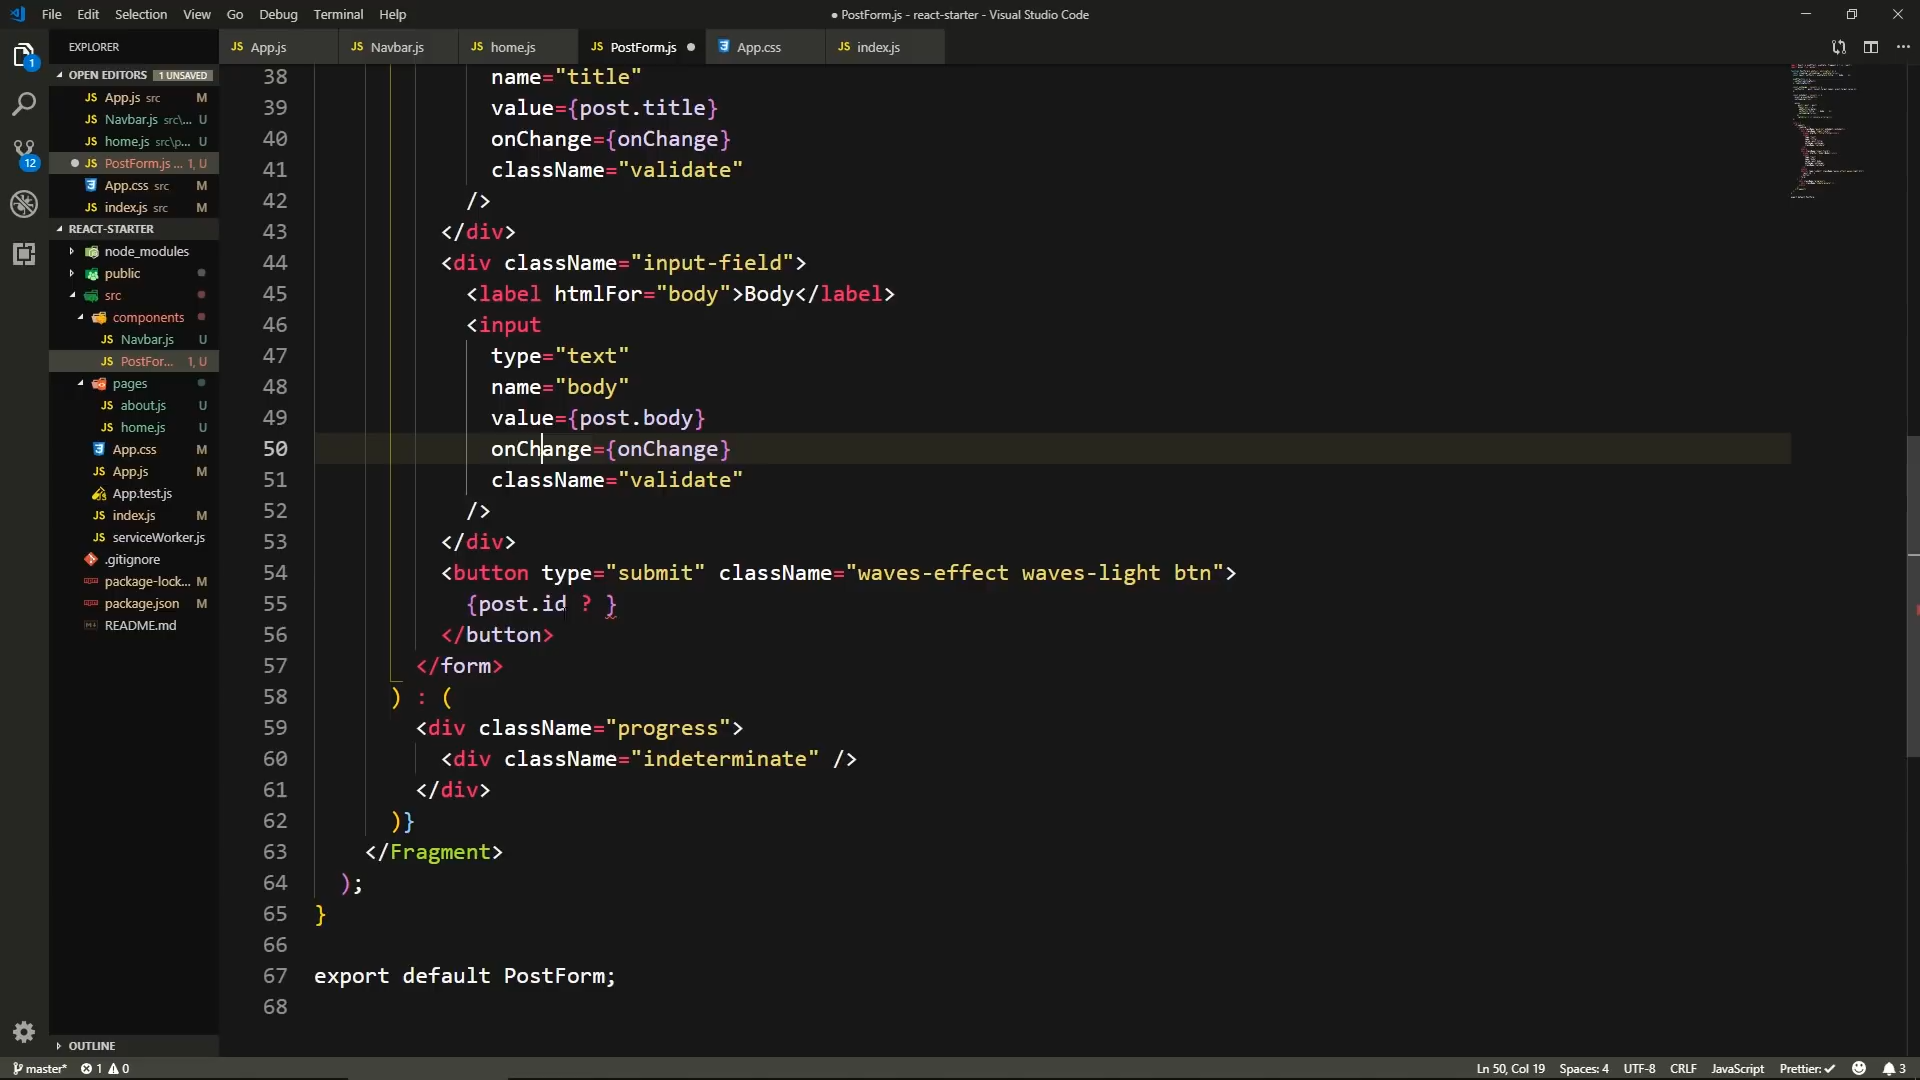 File Edit Selection View Go Debug Terminal Help
● PostForm.js - react-starter - Visual Studio Code
EXPLORER
JS App.js
JS Navbar.js
JS home.js
JS PostForm.js
App.css
JS index.js
1
OPEN EDITORS 1 UNSAVED
JS App.js src M
JS Navbar.js src\... U
JS home.js src\p... U
JS PostForm.js ... 1, U
App.css src M
JS index.js src M
12
REACT-STARTER
node_modules
public
src
components
JS Navbar.js U
JS PostFor... 1, U
pages
JS about.js U
JS home.js U
App.css M
JS App.js M
App.test.js
JS index.js M
JS serviceWorker.js
.gitignore
package-lock... M
package.json M
README.md
OUTLINE
38 name="title"
39 value={post.title}
40 onChange={onChange}
41 className="validate"
42 />
43 </div>
44 <div className="input-field">
45 <label htmlFor="body">Body</label>
46 <input
47 type="text"
48 name="body"
49 value={post.body}
50 onChange={onChange}
51 className="validate"
52 />
53 </div>
54 <button type="submit" className="waves-effect waves-light btn">
55 {post.id ? }
56 </button>
57 </form>
58 ) : (
59 <div className="progress">
60 <div className="indeterminate" />
61 </div>
62 )}
63 </Fragment>
64 );
65 }
66
67 export default PostForm;
68
master* 1 0
Ln 50, Col 19 Spaces: 4 UTF-8 CRLF JavaScript Prettier: ✓ 3